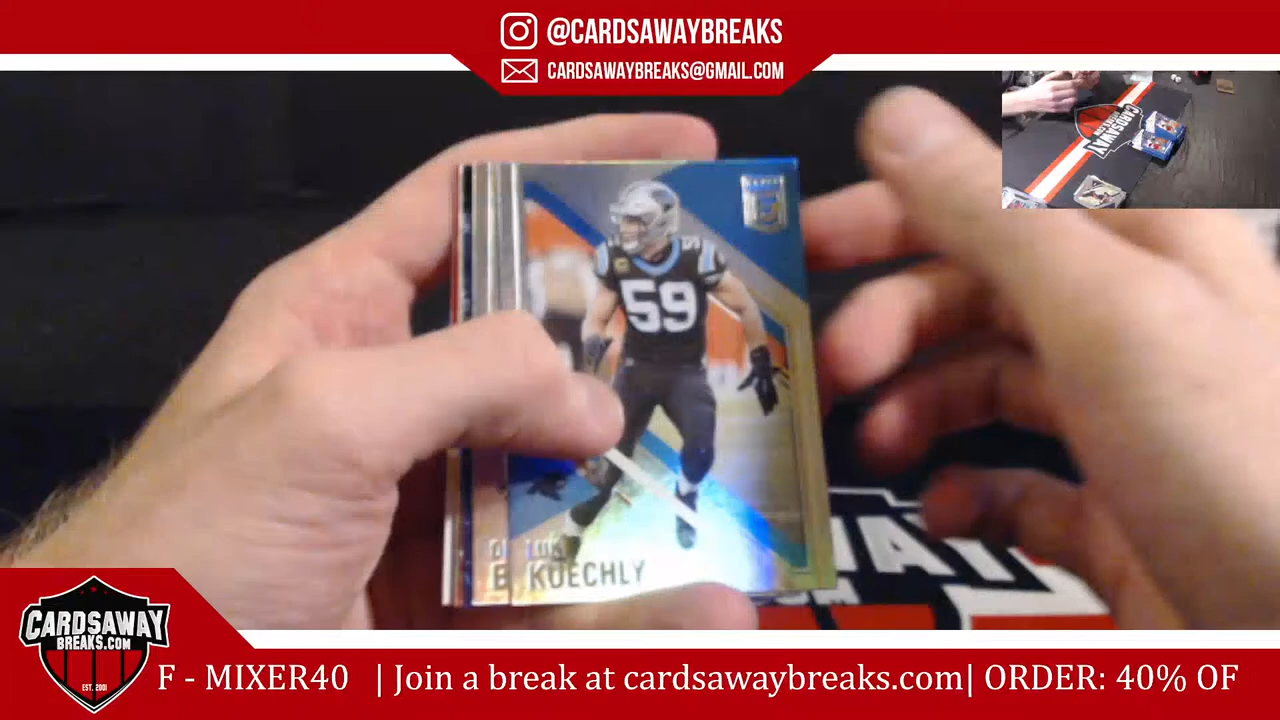 @CARDSAWAYBREAKS
CARDSAWAYBREAKS@GMAIL.COM
59
LUKE
KUECHLY
CARDSAWAY
BREAKS.COM
EST. 2001
F - MIXER40 | Join a break at cardsawaybreaks.com| ORDER: 40% OF